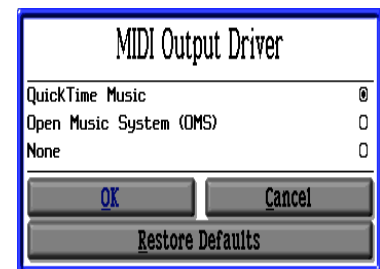 MIDI Output Driver
QuickTime Music
Open Music System (OMS)
None
OK Cancel
Restore Defaults